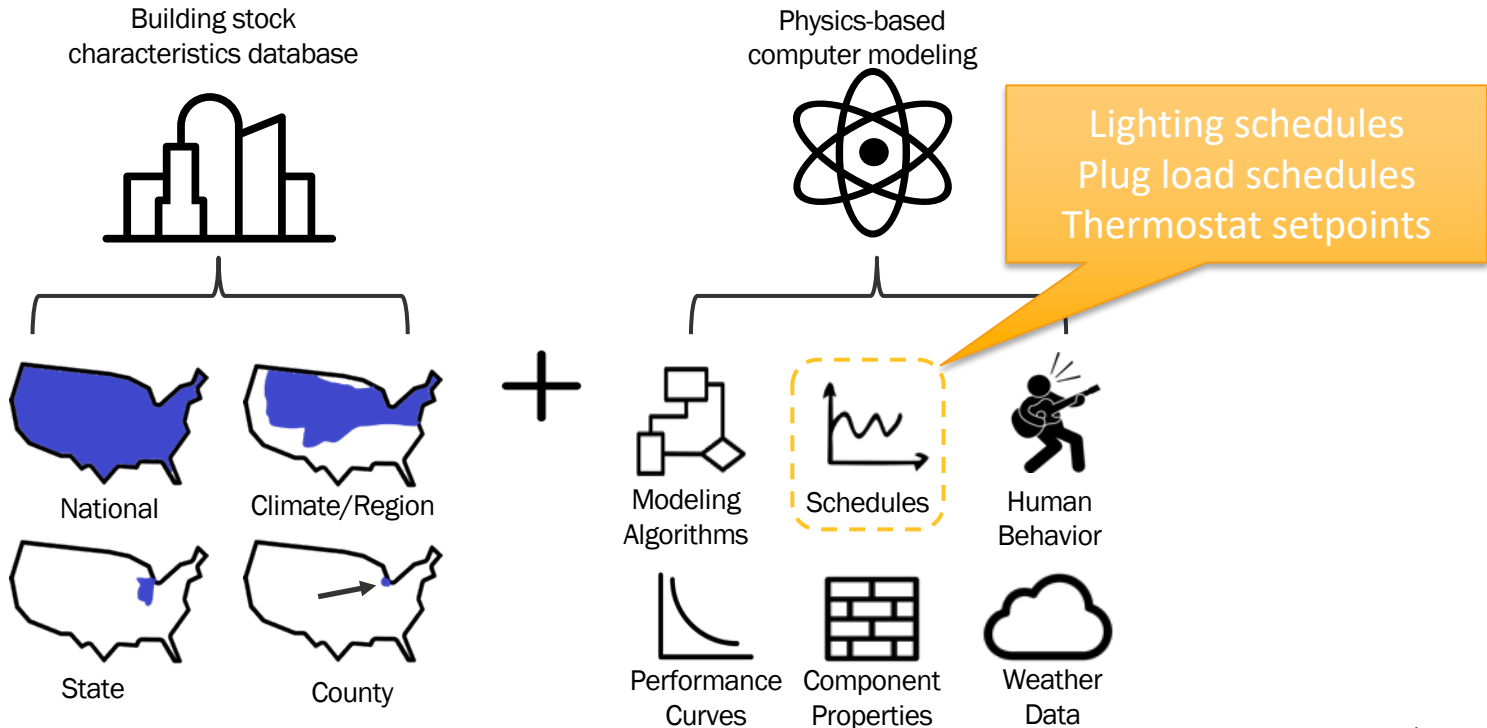 Building stock
characteristics database
Physics-based
computer modeling
Lighting schedules
Plug load schedules
Thermostat setpoints
National
Climate/Region
State
County
Modeling
Algorithms
Schedules
Human
Behavior
Performance
Curves
Component
Properties
Weather
Data